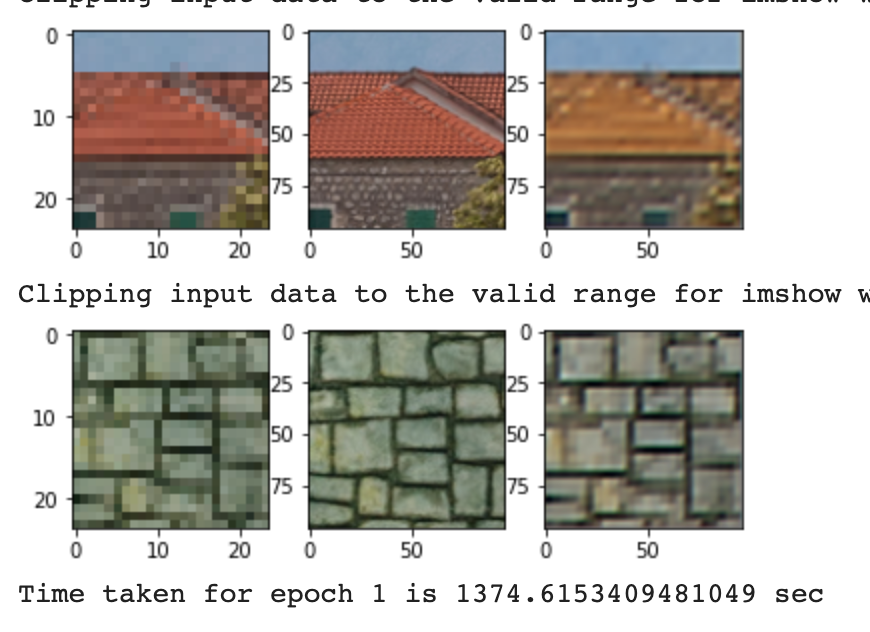 Clipping input data to the valid range for imshow w
0 0 0
10 25 25
50 50
20 75 75
0 10 20 0 50 0 50
Clipping input data to the valid range for imshow w
0 0 0
25 25
10 50 50
20 75 75
0 10 20 0 50 0 50
Time taken for epoch 1 is 1374.6153409481049 sec